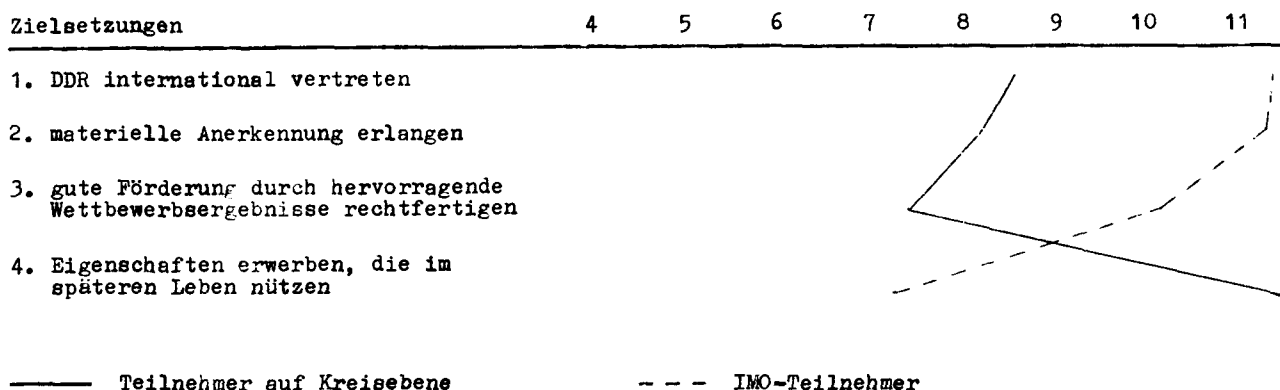 Zielsetzungen 4 5 6 7 8 9 10 11
1. DDR international vertreten
2. materielle Anerkennung erlangen
3. gute Förderung durch hervorragende
Wettbewerbsergebnisse rechtfertigen
4. Eigenschaften erwerben, die im
späteren Leben nützen
Teilnehmer auf Kreisebene IMO-Teilnehmer